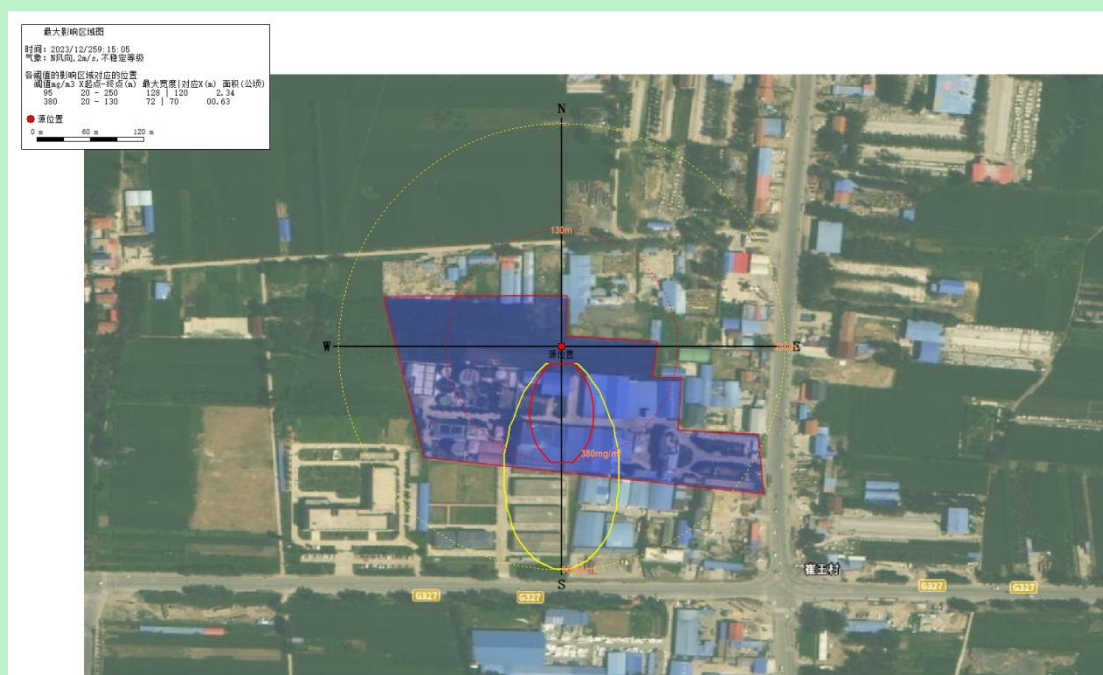 最大影响区域图
时间: 2023/12/259:15:05
气象: N风向,2m/s,不稳定等级
各阈值的影响区域对应的位置
阈值mg/m3 X起点-终点(m) 最大宽度|对应X(m) 面积(公顷)
95 20 - 250 128 | 120 2.34
380 20 - 130 72 | 70 00.63
源位置
0 m 60 m 120 m
N
130m
W
E
源位置
380mg/m
崔王村
S
G327
G327
G327
G327